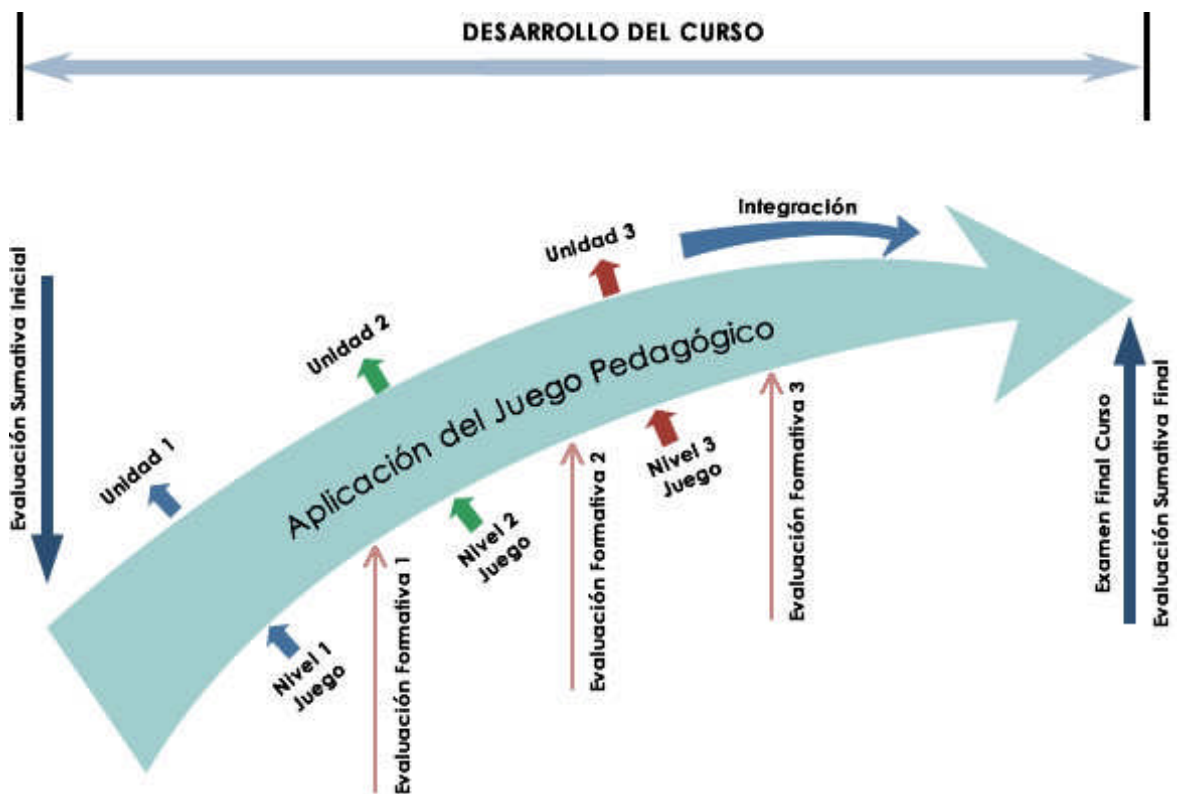 DESARROLLO DEL CURSO
Evaluación Sumativa Inicial
Unidad 1
Unidad 2
Unidad 3
Integración
Aplicación del Juego Pedagógico
Nivel 1
Juego
Evaluación Formativa 1
Nivel 2
Juego
Evaluación Formativa 2
Nivel 3
Juego
Evaluación Formativa 3
Examen Final Curso
Evaluación Sumativa Final